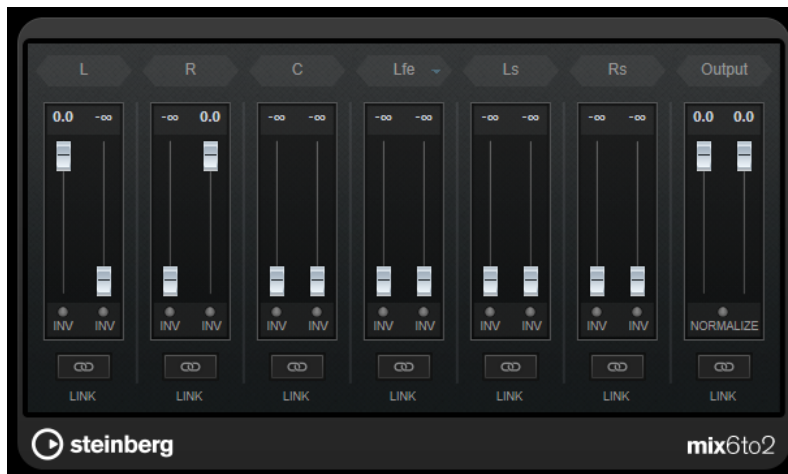 L R C Lfe Ls Rs Output
0.0 -∞ -∞ 0.0 -∞ -∞ -∞ -∞ -∞ -∞ -∞ -∞ 0.0 0.0
INV INV INV INV INV INV INV INV INV INV INV INV NORMALIZE
LINK LINK LINK LINK LINK LINK LINK
steinberg mix6to2